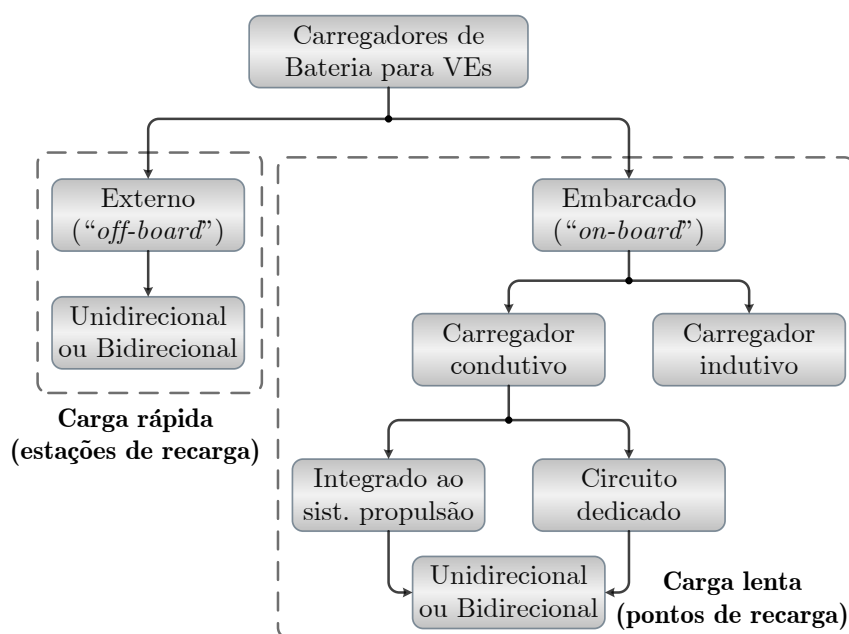 Carregadores de
Bateria para VEs
Externo
(“off-board”)
Embarcado
(“on-board”)
Unidirecional
ou Bidirecional
Carregador
condutivo
Carregador
indutivo
Carga rápida
(estações de recarga)
Integrado ao
sist. propulsão
Circuito
dedicado
Unidirecional
ou Bidirecional
Carga lenta
(pontos de recarga)